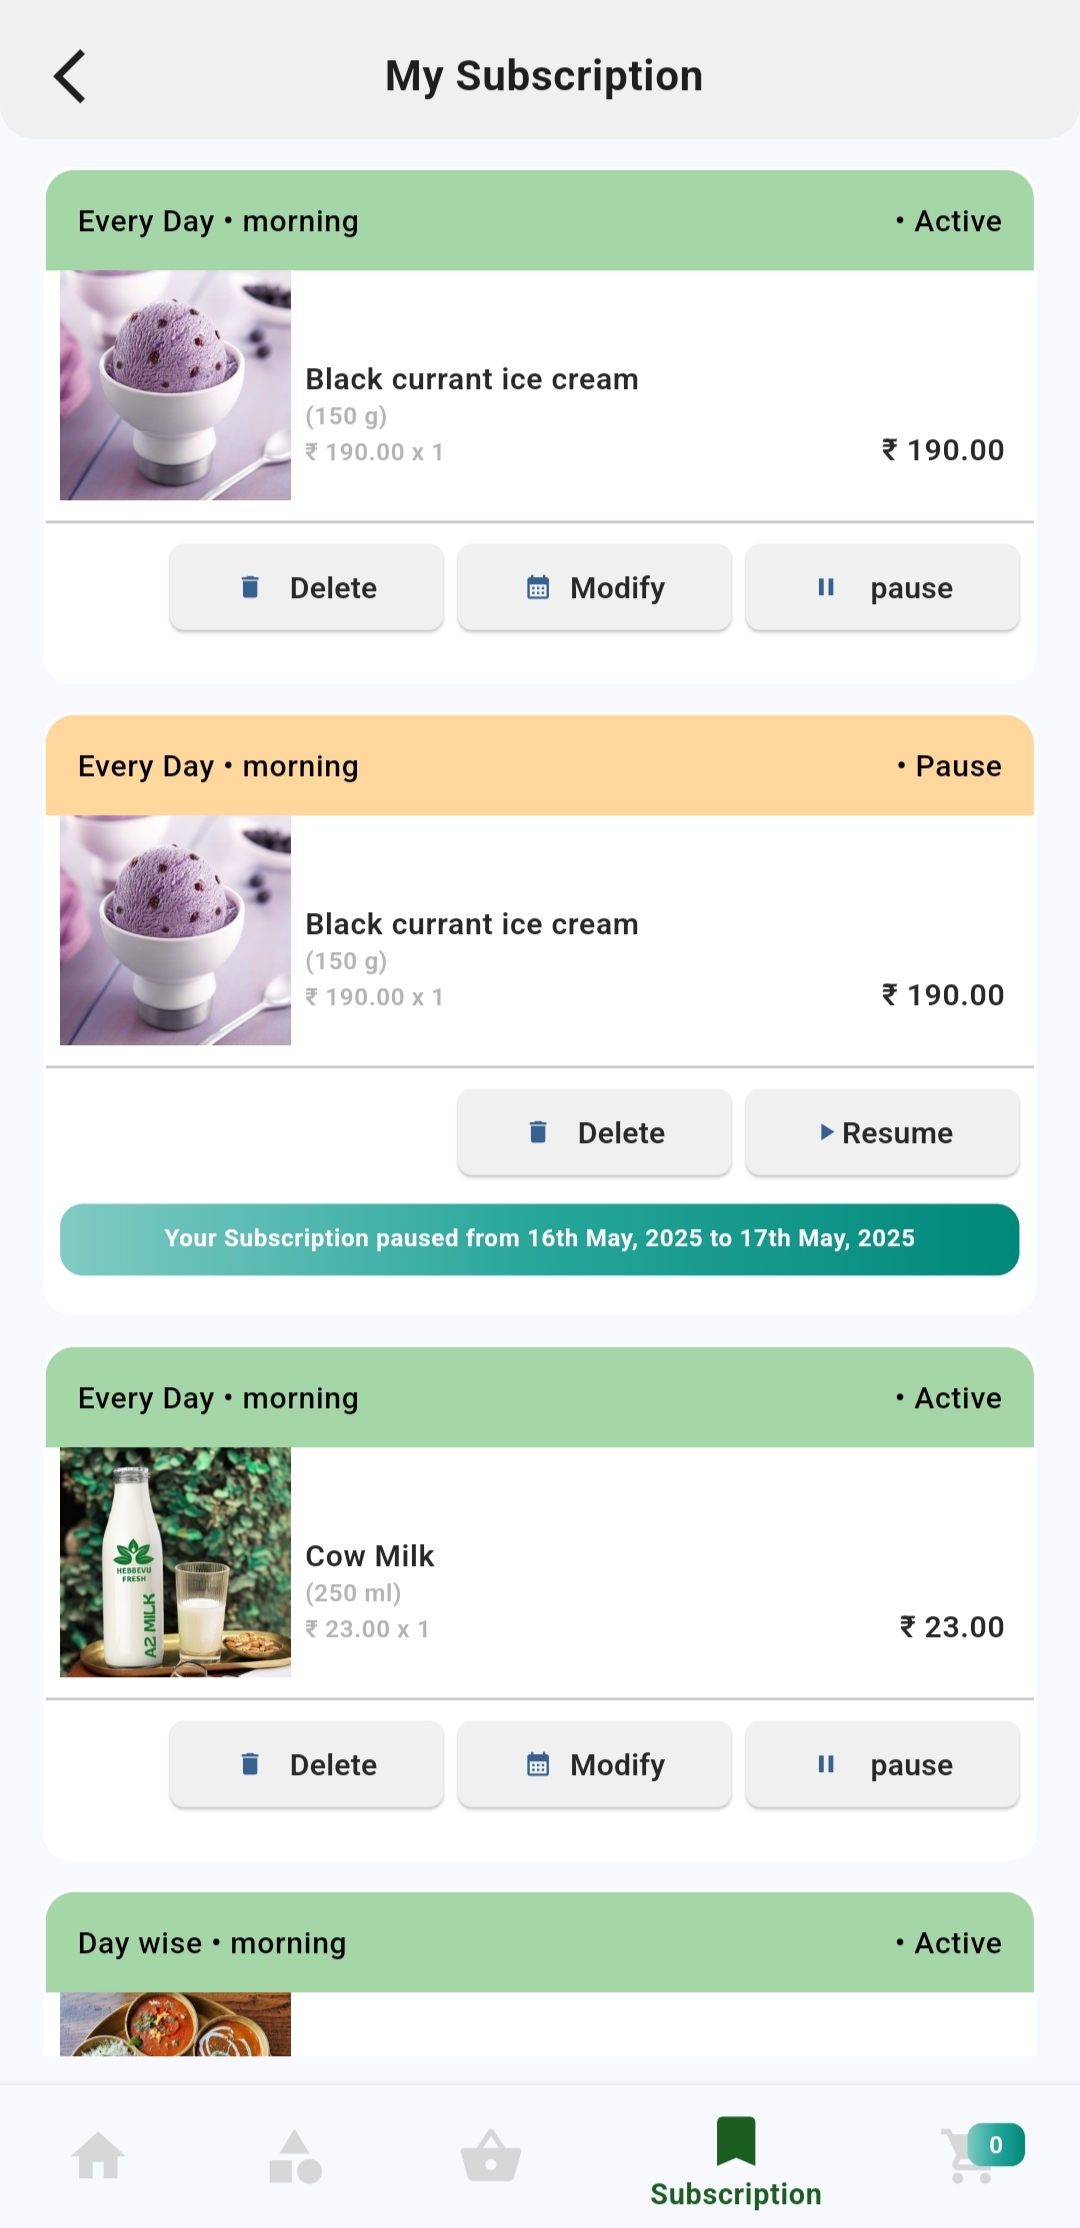 My Subscription
Every Day • morning
• Active
Black currant ice cream
(150 g)
₹ 190.00 x 1
₹ 190.00
Delete
Modify
pause
Every Day • morning
• Pause
Black currant ice cream
(150 g)
₹ 190.00 x 1
₹ 190.00
Delete
Resume
Your Subscription paused from 16th May, 2025 to 17th May, 2025
Every Day • morning
• Active
HEBBEVU
FRESH
A2 MILK
Cow Milk
(250 ml)
₹ 23.00 x 1
₹ 23.00
Delete
Modify
pause
Day wise • morning
• Active
0
Subscription